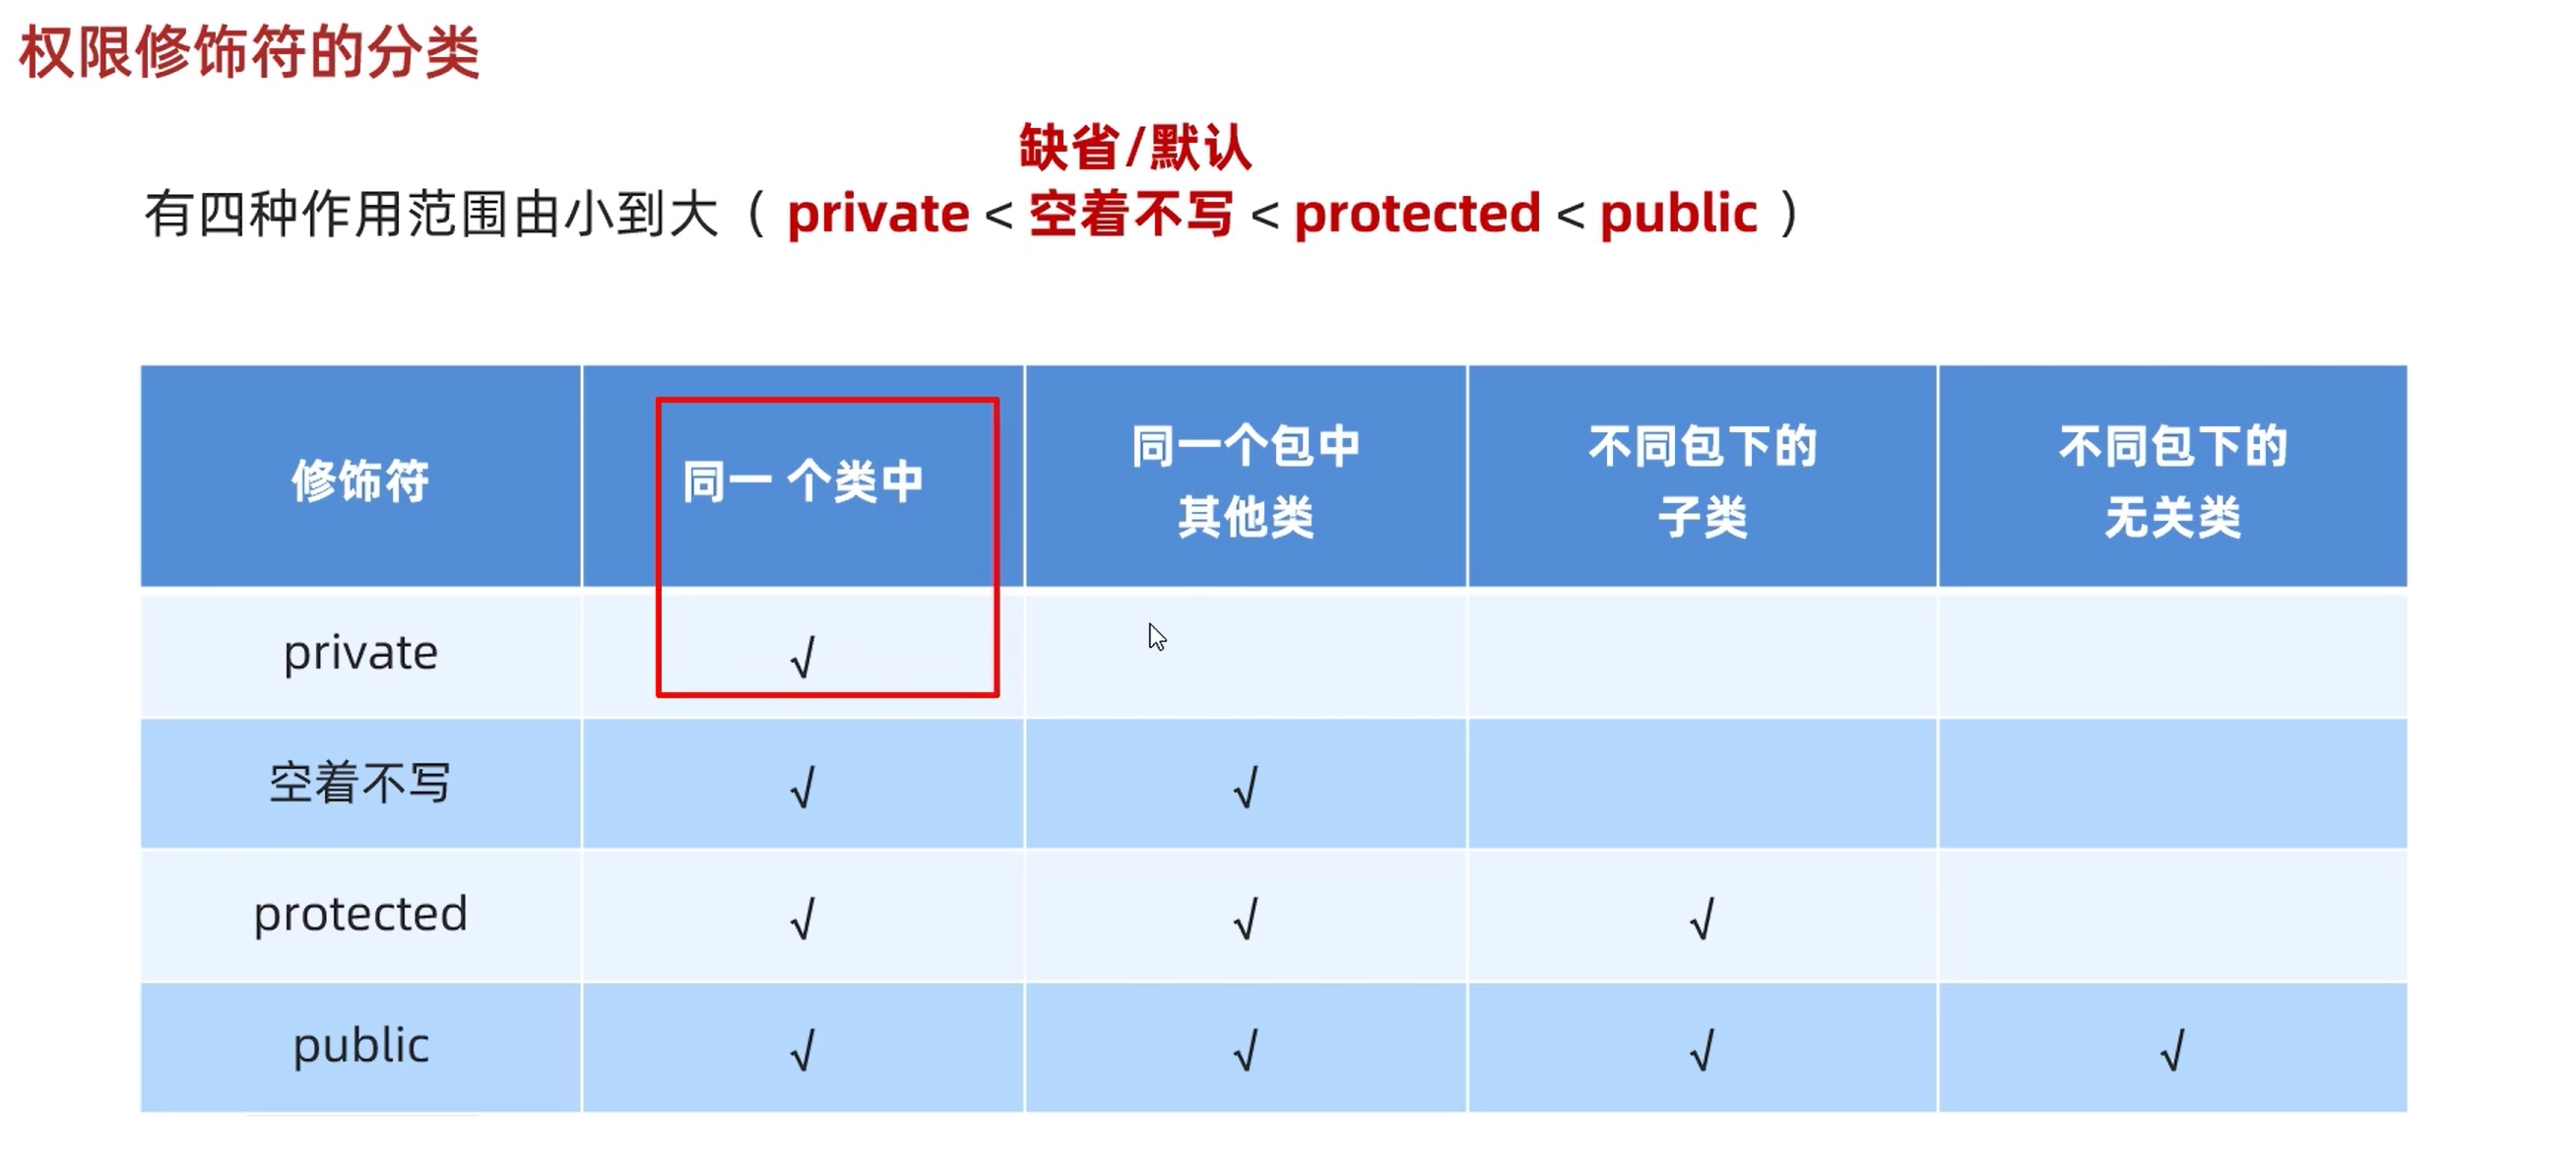 权限修饰符的分类
缺省/默认
有四种作用范围由小到大（ private < 空着不写 < protected < public ）
修饰符 同一 个类中 同一个包中 不同包下的 不同包下的
其他类 子类 无关类
private √
空着不写 √ √
protected √ √ √
public √ √ √ √